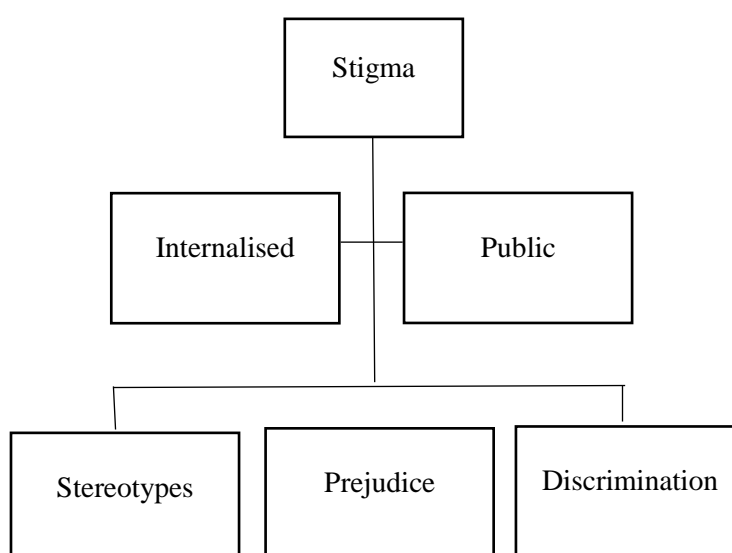 Stigma
Internalised
Public
Stereotypes
Prejudice
Discrimination